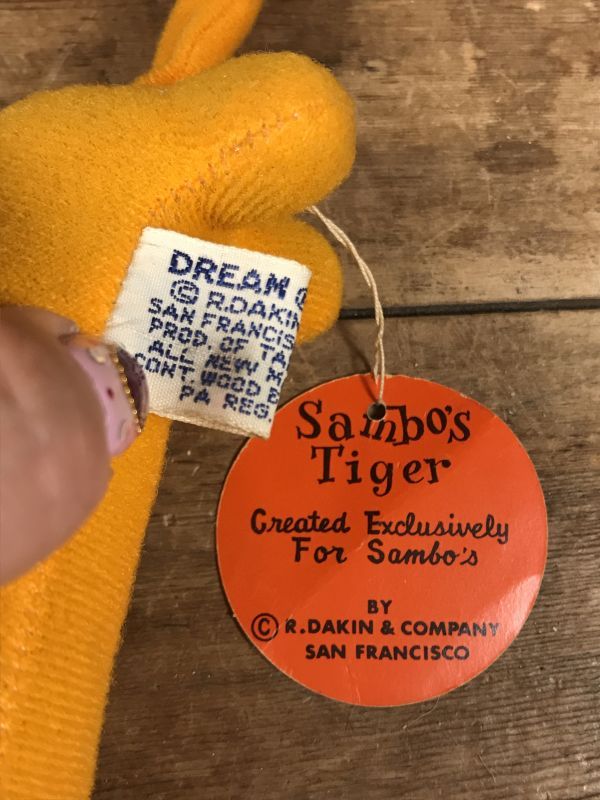 DREAM
© R.DAKIN
SAN FRANCIS
PROD. OF
ALL NEW
CONT. WOOD
PA REG
Sambo's
Tiger
Created Exclusively
For Sambo's
BY
© R.DAKIN & COMPANY
SAN FRANCISCO